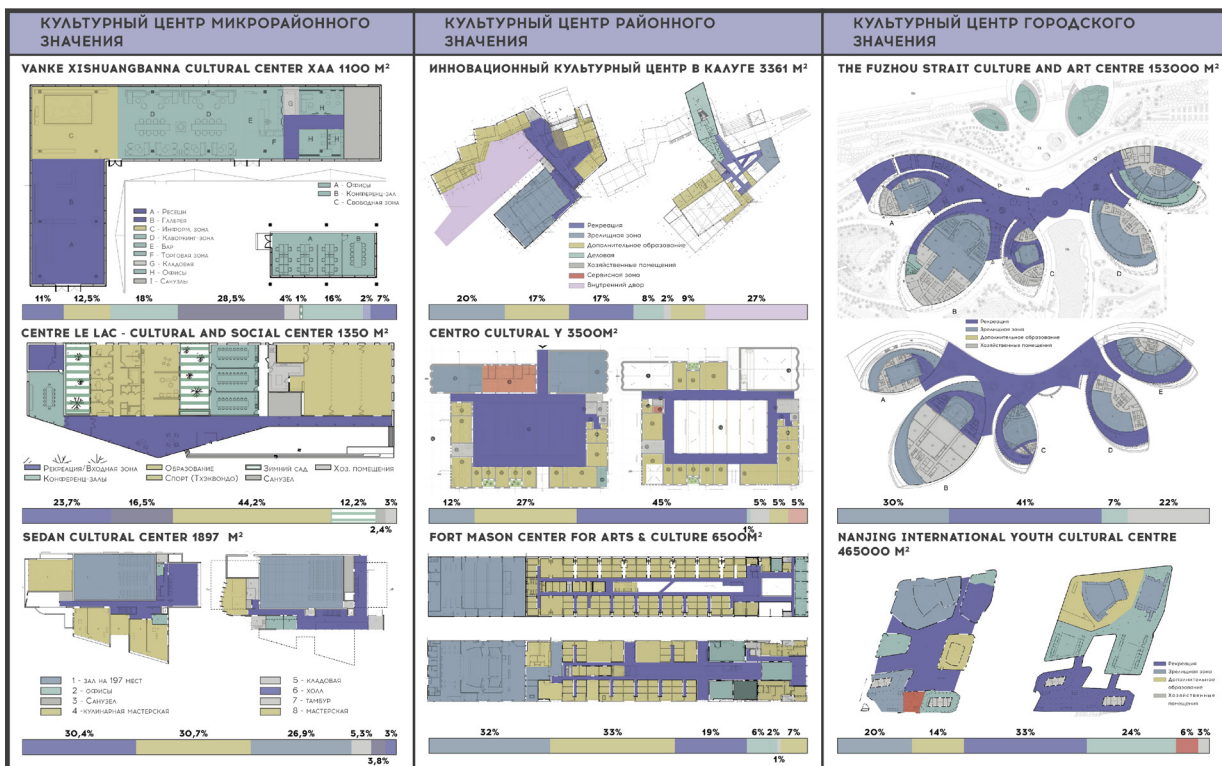 КУЛЬТУРНЫЙ ЦЕНТР МИКРОРАЙОННОГО
ЗНАЧЕНИЯ
VANKE XISHUANGBANNA CULTURAL CENTER XAA 1100 M²
G
D
D
E
H
F
H
H
B
A
A
A - Офисы
B - Конференц-зал
C - Свободная зона
A - Ресепшн
B - Галерея
C - Информ. зона
D - Каворкинг-зона
E - Бар
F - Торговая зона
G - Кладовая
H - Офисы
I - Санузлы
11% 12,5% 18% 28,5% 4% 1% 16% 2% 7%
CENTRE LE LAC - CULTURAL AND SOCIAL CENTER 1350 M²
Рекреация/Входная зона Образование Зимний сад Хоз. помещения
Конференц-залы Спорт (Тхэквондо) Санузел
23,7% 16,5% 44,2% 12,2% 3%
2,4%
SEDAN CULTURAL CENTER 1897 M²
1 - зал на 197 мест
2 - офисы
3 - Санузел
4 - кулинарная мастерская
5 - кладовая
6 - холл
7 - тамбур
8 - мастерская
30,4% 30,7% 26,9% 5,3% 3%
3,8%
КУЛЬТУРНЫЙ ЦЕНТР РАЙОННОГО
ЗНАЧЕНИЯ
ИННОВАЦИОННЫЙ КУЛЬТУРНЫЙ ЦЕНТР В КАЛУГЕ 3361 М²
Рекреация
Зрелищная зона
Дополнительное образование
Деловая
Хозяйственные помещения
Сервисная зона
Внутренний двор
20% 17% 17% 8% 2% 9% 27%
CENTRO CULTURAL Y 3500M²
12% 27% 45% 5% 5% 5%
1%
FORT MASON CENTER FOR ARTS & CULTURE 6500M²
32% 33% 19% 6% 2% 7%
1%
КУЛЬТУРНЫЙ ЦЕНТР ГОРОДСКОГО
ЗНАЧЕНИЯ
THE FUZHOU STRAIT CULTURE AND ART CENTRE 153000 M²
A
B
C
D
Рекреация
Зрелищная зона
Дополнительное образование
Хозяйственные помещения
A
B
C
D
E
30% 41% 7% 22%
NANJING INTERNATIONAL YOUTH CULTURAL CENTRE
465000 M²
Рекреация
Зрелищная зона
Дополнительное
образование
Хозяйственные
помещения
20% 14% 33% 24% 6% 3%